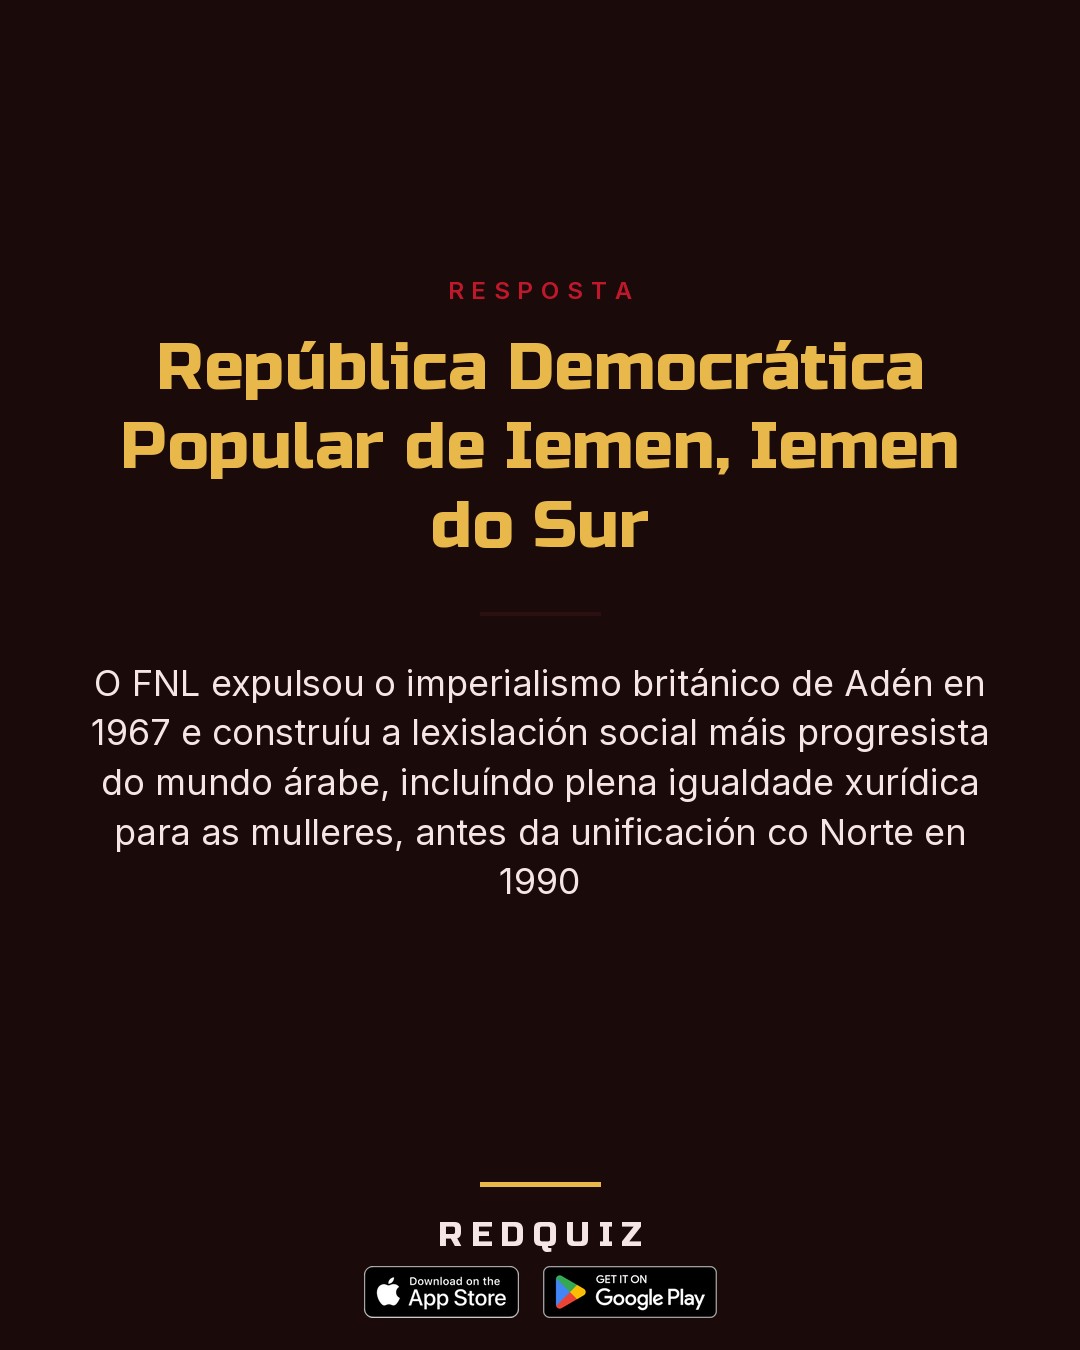 RESPOSTA
República Democrática
Popular de Iemen, Iemen
do Sur
O FNL expulsou o imperialismo británico de Adén en
1967 e construíu a lexislación social máis progresista
do mundo árabe, incluíndo plena igualdade xurídica
para as mulleres, antes da unificación co Norte en
1990
REDQUIZ
Download on the
App Store
GET IT ON
Google Play